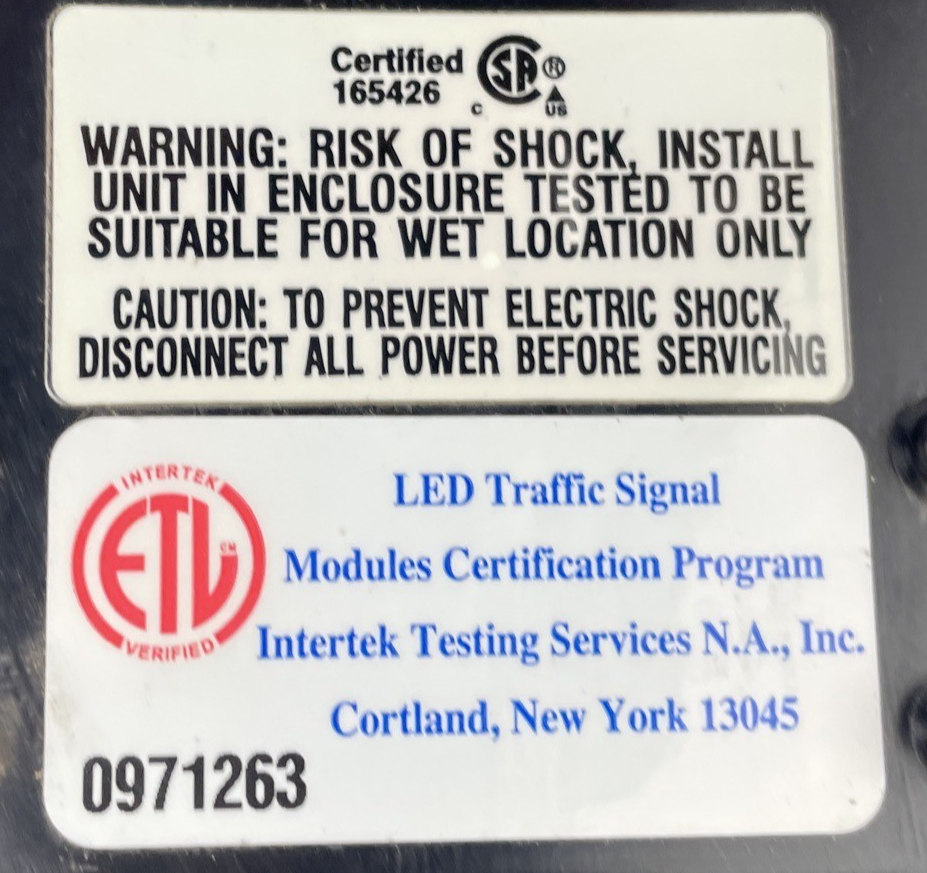 Certified
165426
C SA ® US
WARNING: RISK OF SHOCK, INSTALL
UNIT IN ENCLOSURE TESTED TO BE
SUITABLE FOR WET LOCATION ONLY
CAUTION: TO PREVENT ELECTRIC SHOCK,
DISCONNECT ALL POWER BEFORE SERVICING
INTERTEK
ETL CM
VERIFIED
LED Traffic Signal
Modules Certification Program
Intertek Testing Services N.A., Inc.
Cortland, New York 13045
0971263